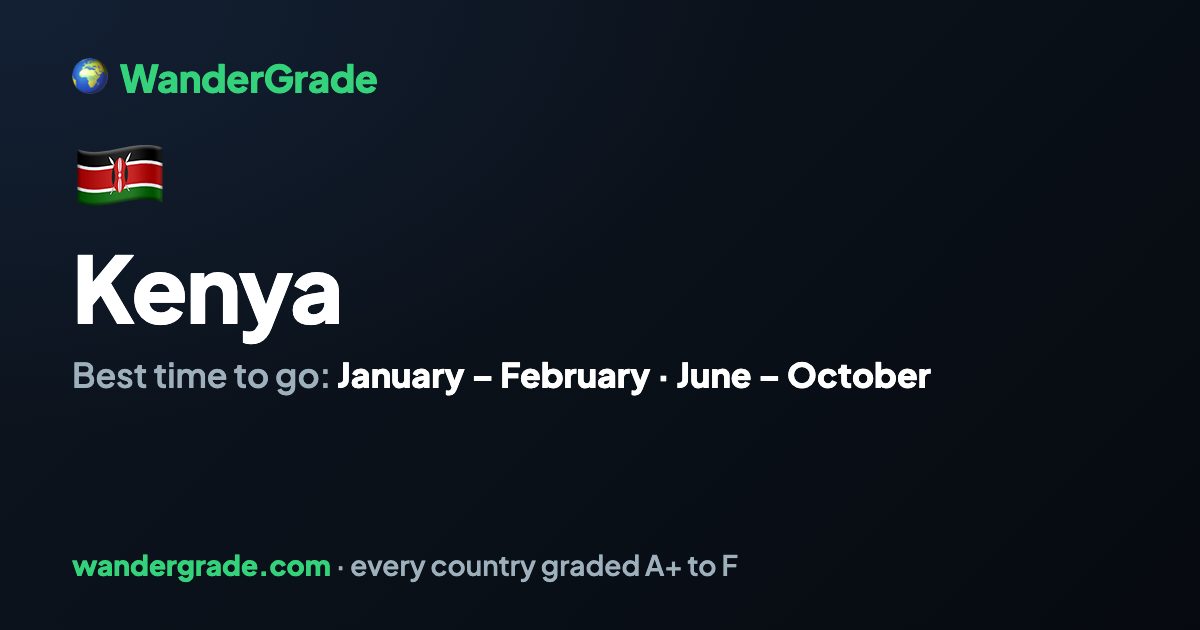 WanderGrade
Kenya
Best time to go: January – February · June – October
wandergrade.com · every country graded A+ to F